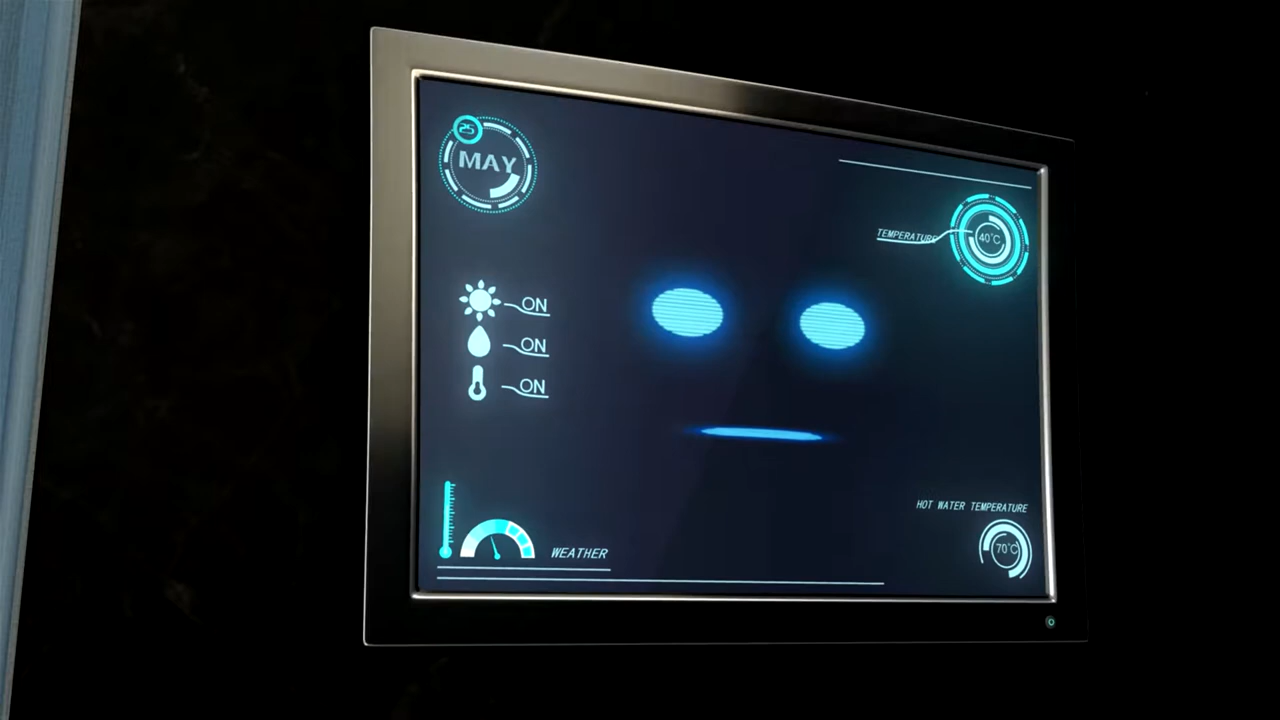 25
MAY
TEMPERATURE
40°C
ON
ON
ON
WEATHER
HOT WATER TEMPERATURE
70°C